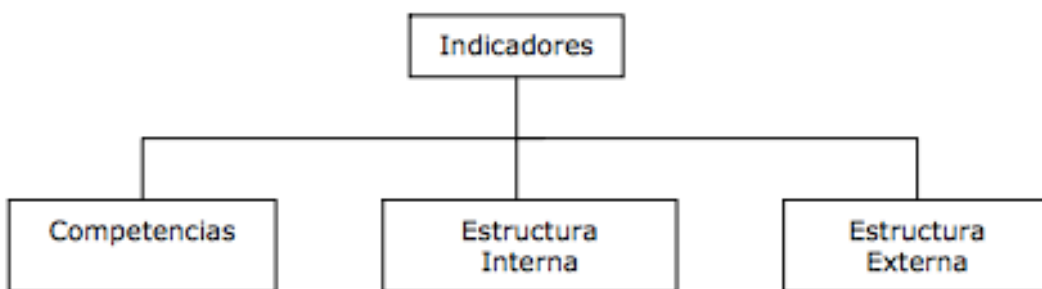 Indicadores
Competencias
Estructura
Interna
Estructura
Externa